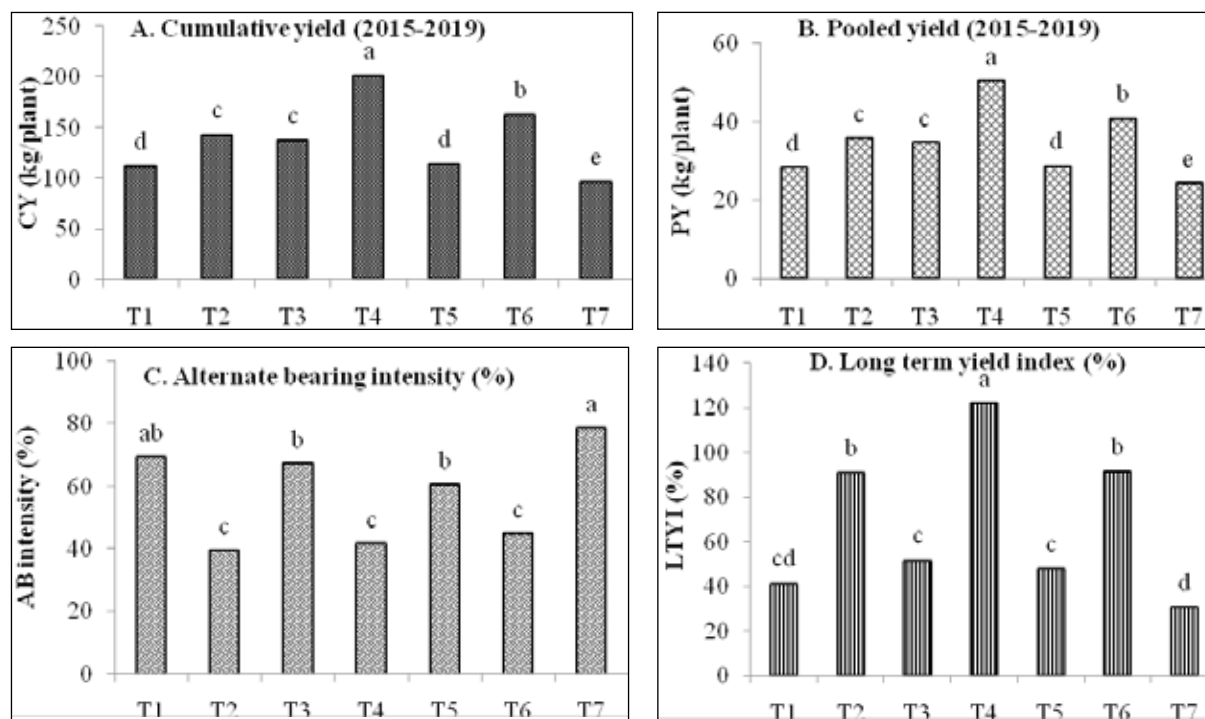 A. Cumulative yield (2015-2019)
CY (kg/plant)
250
200
150
100
50
0
d
c
c
a
d
b
e
T1 T2 T3 T4 T5 T6 T7
B. Pooled yield (2015-2019)
PY (kg/plant)
60
40
20
0
d
c
c
a
d
b
e
T1 T2 T3 T4 T5 T6 T7
C. Alternate bearing intensity (%)
AB intensity (%)
100
80
60
40
20
0
ab
c
b
c
b
c
a
T1 T2 T3 T4 T5 T6 T7
D. Long term yield index (%)
LTYI (%)
140
120
100
80
60
40
20
0
cd
b
c
a
c
b
d
T1 T2 T3 T4 T5 T6 T7